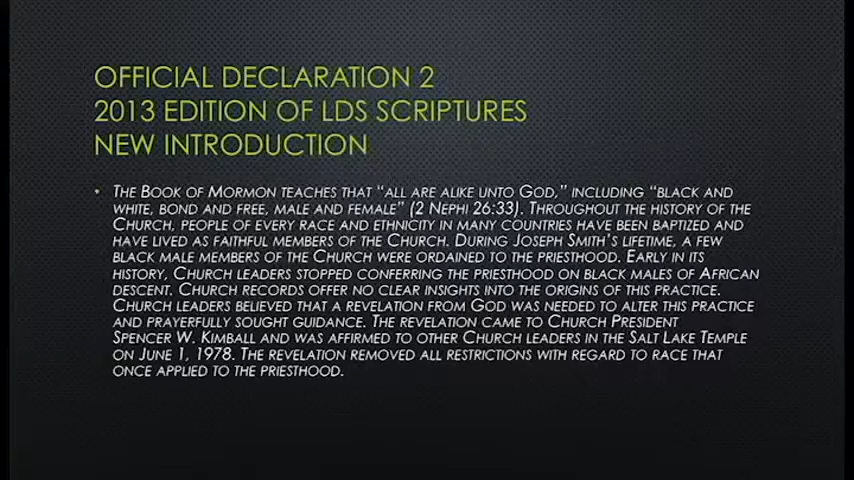 OFFICIAL DECLARATION 2
2013 EDITION OF LDS SCRIPTURES
NEW INTRODUCTION
• THE BOOK OF MORMON TEACHES THAT “ALL ARE ALIKE UNTO GOD,” INCLUDING “BLACK AND
WHITE, BOND AND FREE, MALE AND FEMALE” (2 NEPHI 26:33). THROUGHOUT THE HISTORY OF THE
CHURCH, PEOPLE OF EVERY RACE AND ETHNICITY IN MANY COUNTRIES HAVE BEEN BAPTIZED AND
HAVE LIVED AS FAITHFUL MEMBERS OF THE CHURCH. DURING JOSEPH SMITH’S LIFETIME, A FEW
BLACK MALE MEMBERS OF THE CHURCH WERE ORDAINED TO THE PRIESTHOOD. EARLY IN ITS
HISTORY, CHURCH LEADERS STOPPED CONFERRING THE PRIESTHOOD ON BLACK MALES OF AFRICAN
DESCENT. CHURCH RECORDS OFFER NO CLEAR INSIGHTS INTO THE ORIGINS OF THIS PRACTICE.
CHURCH LEADERS BELIEVED THAT A REVELATION FROM GOD WAS NEEDED TO ALTER THIS PRACTICE
AND PRAYERFULLY SOUGHT GUIDANCE. THE REVELATION CAME TO CHURCH PRESIDENT
SPENCER W. KIMBALL AND WAS AFFIRMED TO OTHER CHURCH LEADERS IN THE SALT LAKE TEMPLE
ON JUNE 1, 1978. THE REVELATION REMOVED ALL RESTRICTIONS WITH REGARD TO RACE THAT
ONCE APPLIED TO THE PRIESTHOOD.